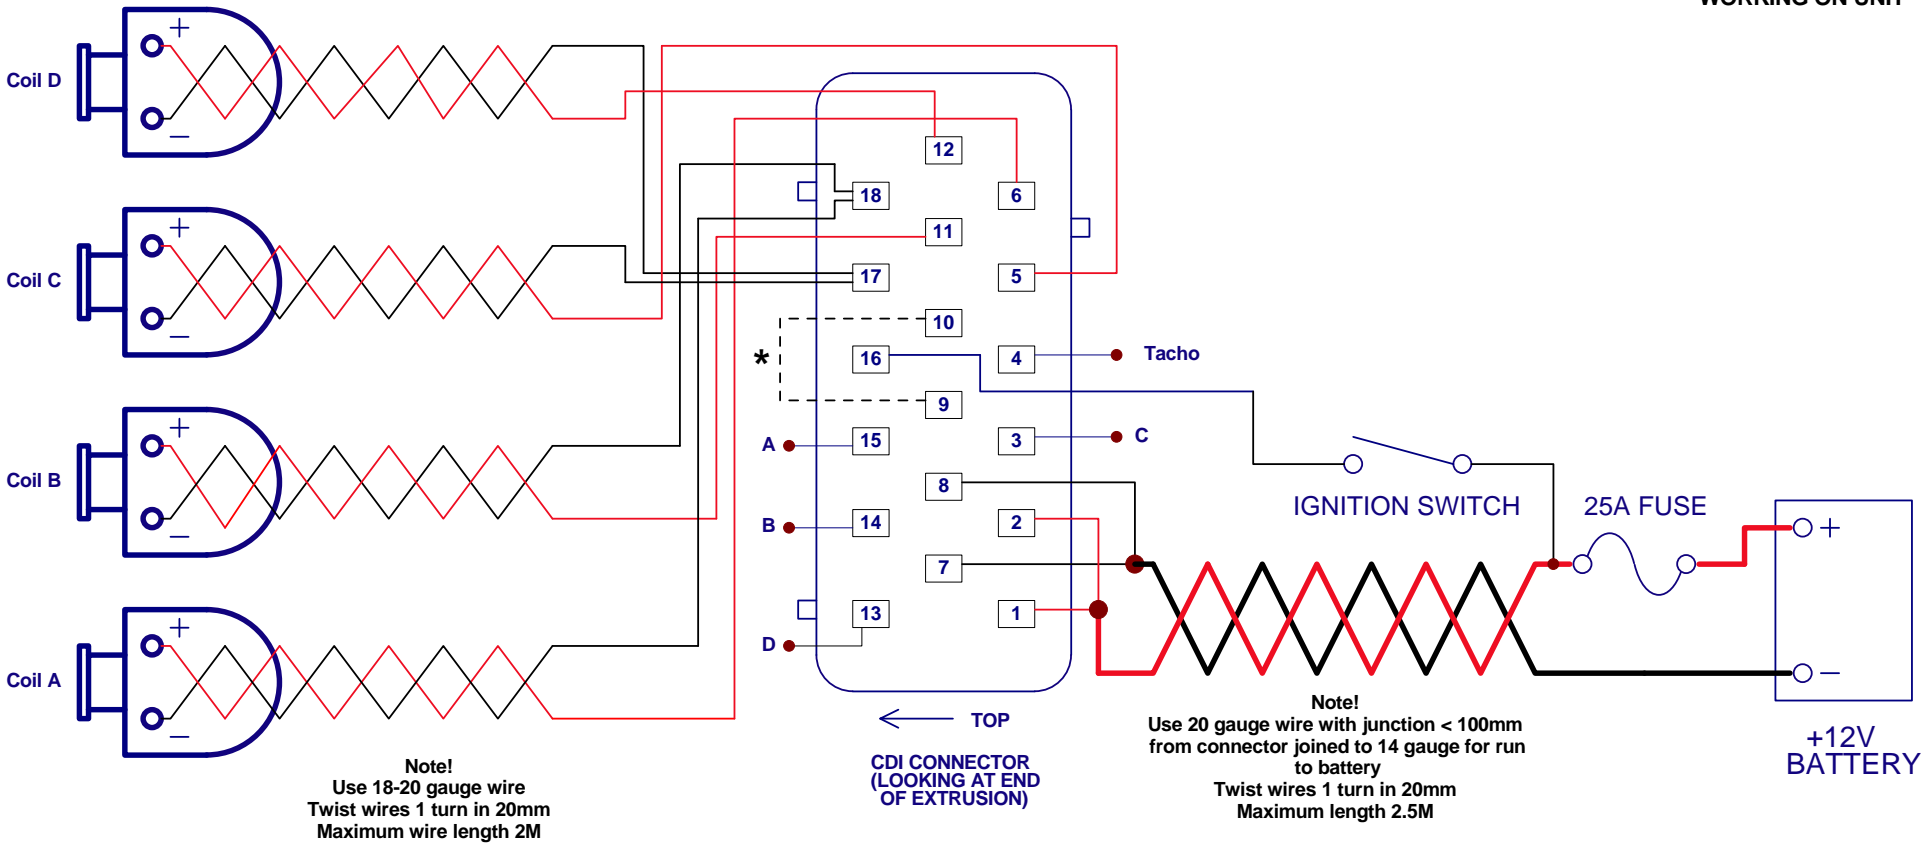 WORKING ON UNIT
+
Coil D
−
12
18
6
+
11
Coil C
17
5
−
10
*
16
4
Tacho
9
+
A
15
3
C
8
IGNITION SWITCH
25A FUSE
Coil B
B
14
2
+
−
7
13
1
+
D
−
Coil A
−
TOP
Note!
Use 20 gauge wire with junction < 100mm
from connector joined to 14 gauge for run
to battery
Twist wires 1 turn in 20mm
Maximum length 2.5M
CDI CONNECTOR
(LOOKING AT END
OF EXTRUSION)
+12V
BATTERY
Note!
Use 18-20 gauge wire
Twist wires 1 turn in 20mm
Maximum wire length 2M